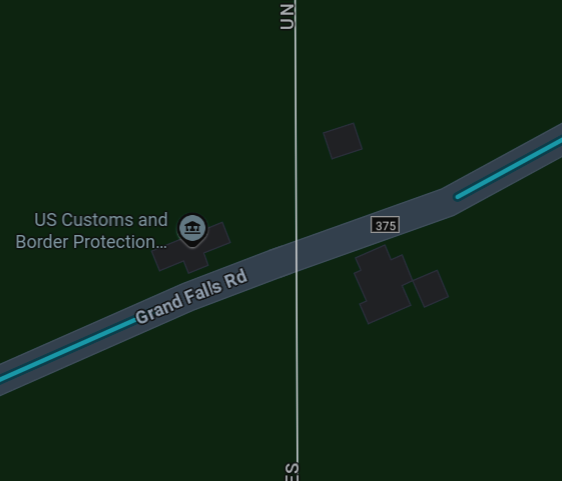 UN
375
US Customs and
Border Protection...
Grand Falls Rd
ES